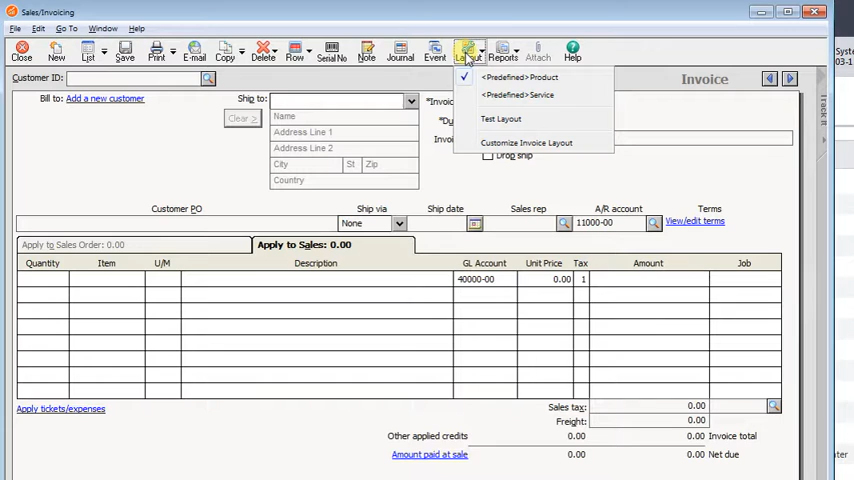 Sales/Invoicing
File Edit Go To Window Help
Close New List Save Print E-mail Copy Delete Row Serial No Note Journal Event Layout Reports Attach Help
Customer ID:
<Predefined> Product
<Predefined> Service
Test Layout
Customize Invoice Layout
Invoice
Bill to: Add a new customer
Ship to:
Clear >
Name
Address Line 1
Address Line 2
City St Zip
Country
Drop ship
Track It
Customer PO Ship via Ship date Sales rep A/R account Terms
None 11000-00 View/edit terms
Apply to Sales Order: 0.00 Apply to Sales: 0.00
Quantity Item U/M Description GL Account Unit Price Tax Amount Job
40000-00 0.00 1
Apply tickets/expenses
Sales tax: 0.00
Freight: 0.00
Other applied credits 0.00 0.00 Invoice total
Amount paid at sale 0.00 0.00 Net due